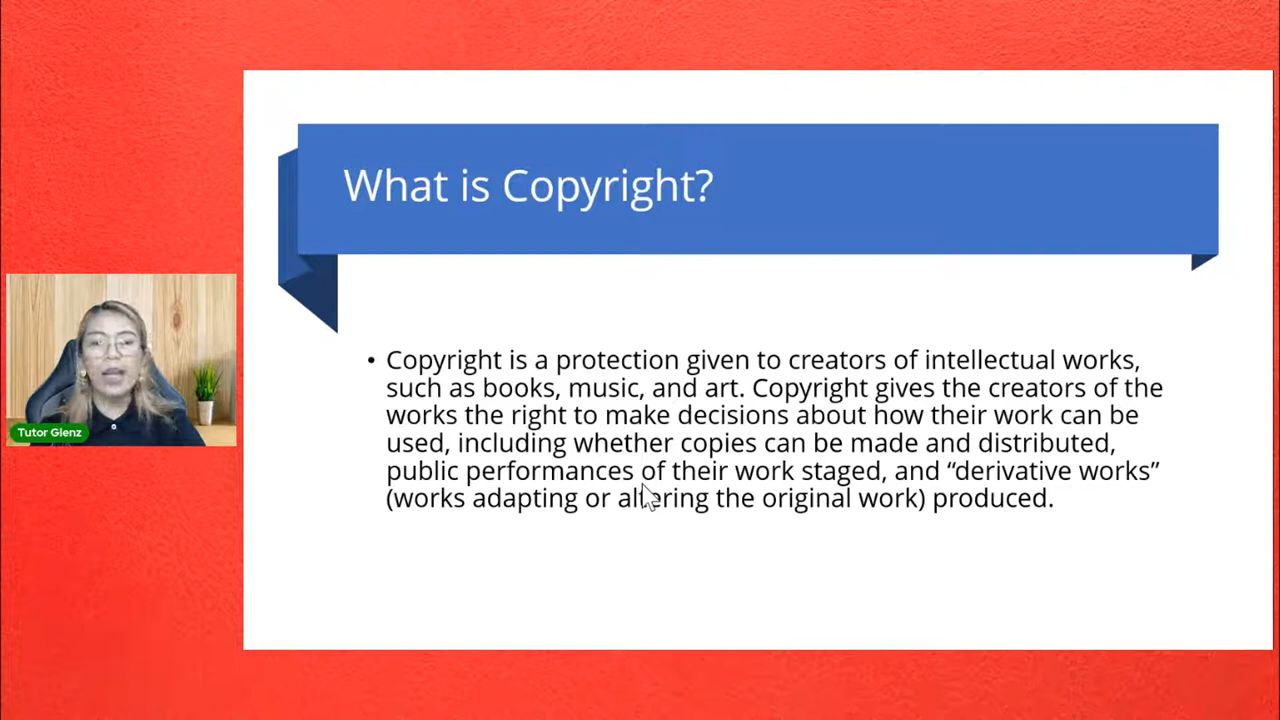 What is Copyright?
• Copyright is a protection given to creators of intellectual works,
such as books, music, and art. Copyright gives the creators of the
works the right to make decisions about how their work can be
used, including whether copies can be made and distributed,
public performances of their work staged, and “derivative works”
(works adapting or altering the original work) produced.
Tutor Glenz